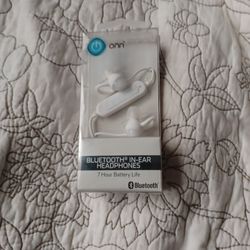 onn
BLUETOOTH® IN-EAR
HEADPHONES
7 Hour Battery Life
Bluetooth®